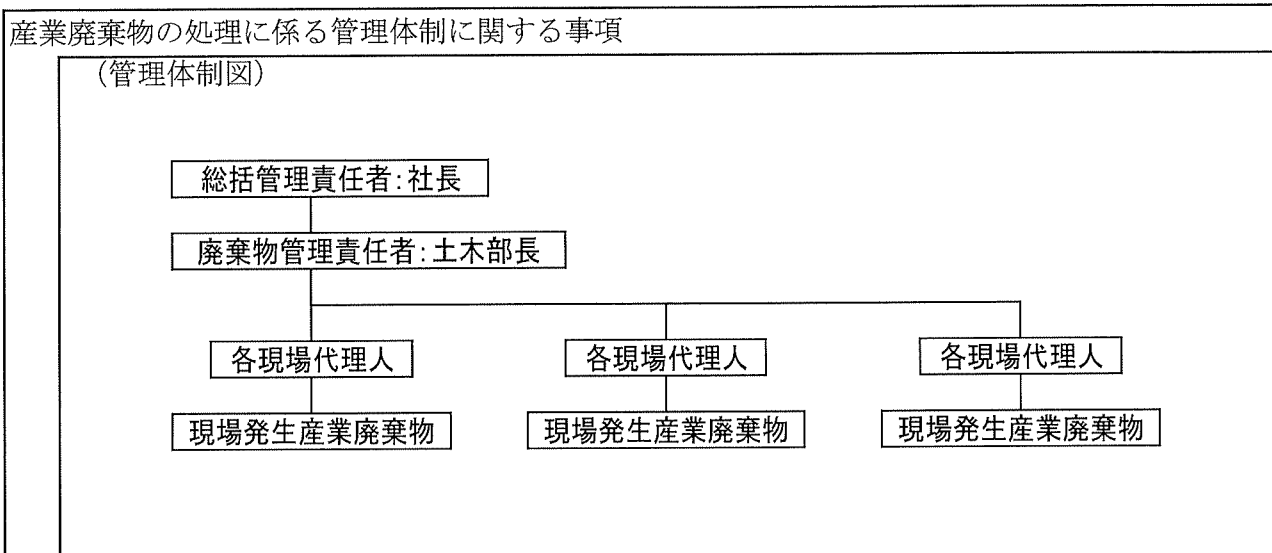 産業廃棄物の処理に係る管理体制に関する事項
(管理体制図)
総括管理責任者:社長
廃棄物管理責任者:土木部長
各現場代理人
各現場代理人
各現場代理人
現場発生産業廃棄物
現場発生産業廃棄物
現場発生産業廃棄物